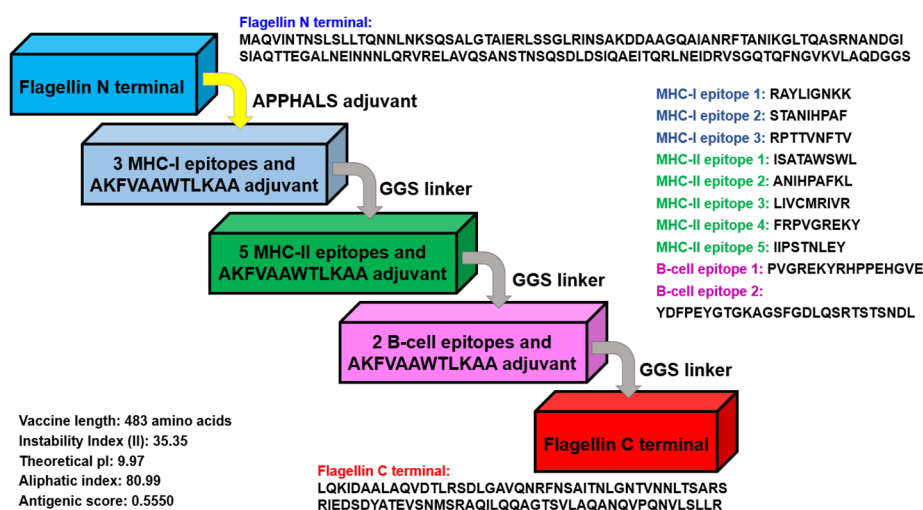 Flagellin N terminal:
MAQVINTNSLSLLTQNNLNKSQSALGTAIERLSSGLRINSAKDDAAGQAIANRFTANIKGLTQASRNANDGI
SIAQTTEGALNEINNNLQRVRELAVQSANSTNSQSDLDSIQAEITQRLNEIDRVSGQTQFNGVKVLAQDGGS
Flagellin N terminal
APPHALS adjuvant
3 MHC-I epitopes and
AKFVAAWTLKAA adjuvant
GGS linker
5 MHC-II epitopes and
AKFVAAWTLKAA adjuvant
GGS linker
2 B-cell epitopes and
AKFVAAWTLKAA adjuvant
GGS linker
Flagellin C terminal
MHC-I epitope 1: RAYLIGNKK
MHC-I epitope 2: STANIHPAF
MHC-I epitope 3: RPTTVNFTV
MHC-II epitope 1: ISATAWSWL
MHC-II epitope 2: ANIHPAFKL
MHC-II epitope 3: LIVCMRIVR
MHC-II epitope 4: FRPVGREKY
MHC-II epitope 5: IIPSTNLEY
B-cell epitope 1: PVGREKYRHPPEHGVE
B-cell epitope 2:
YDFPEYGTGKAGSFGDLQSRTSTSNDL
Vaccine length: 483 amino acids
Instability Index (II): 35.35
Theoretical pI: 9.97
Aliphatic index: 80.99
Antigenic score: 0.5550
Flagellin C terminal:
LQKIDAALAQVDTLRSDLGAVQNRFNSAITNLGNTVNNLTSARS
RIEDSDYATEVSNMSRAQILQQAGTSVLAQANQVPQNVLSLLR